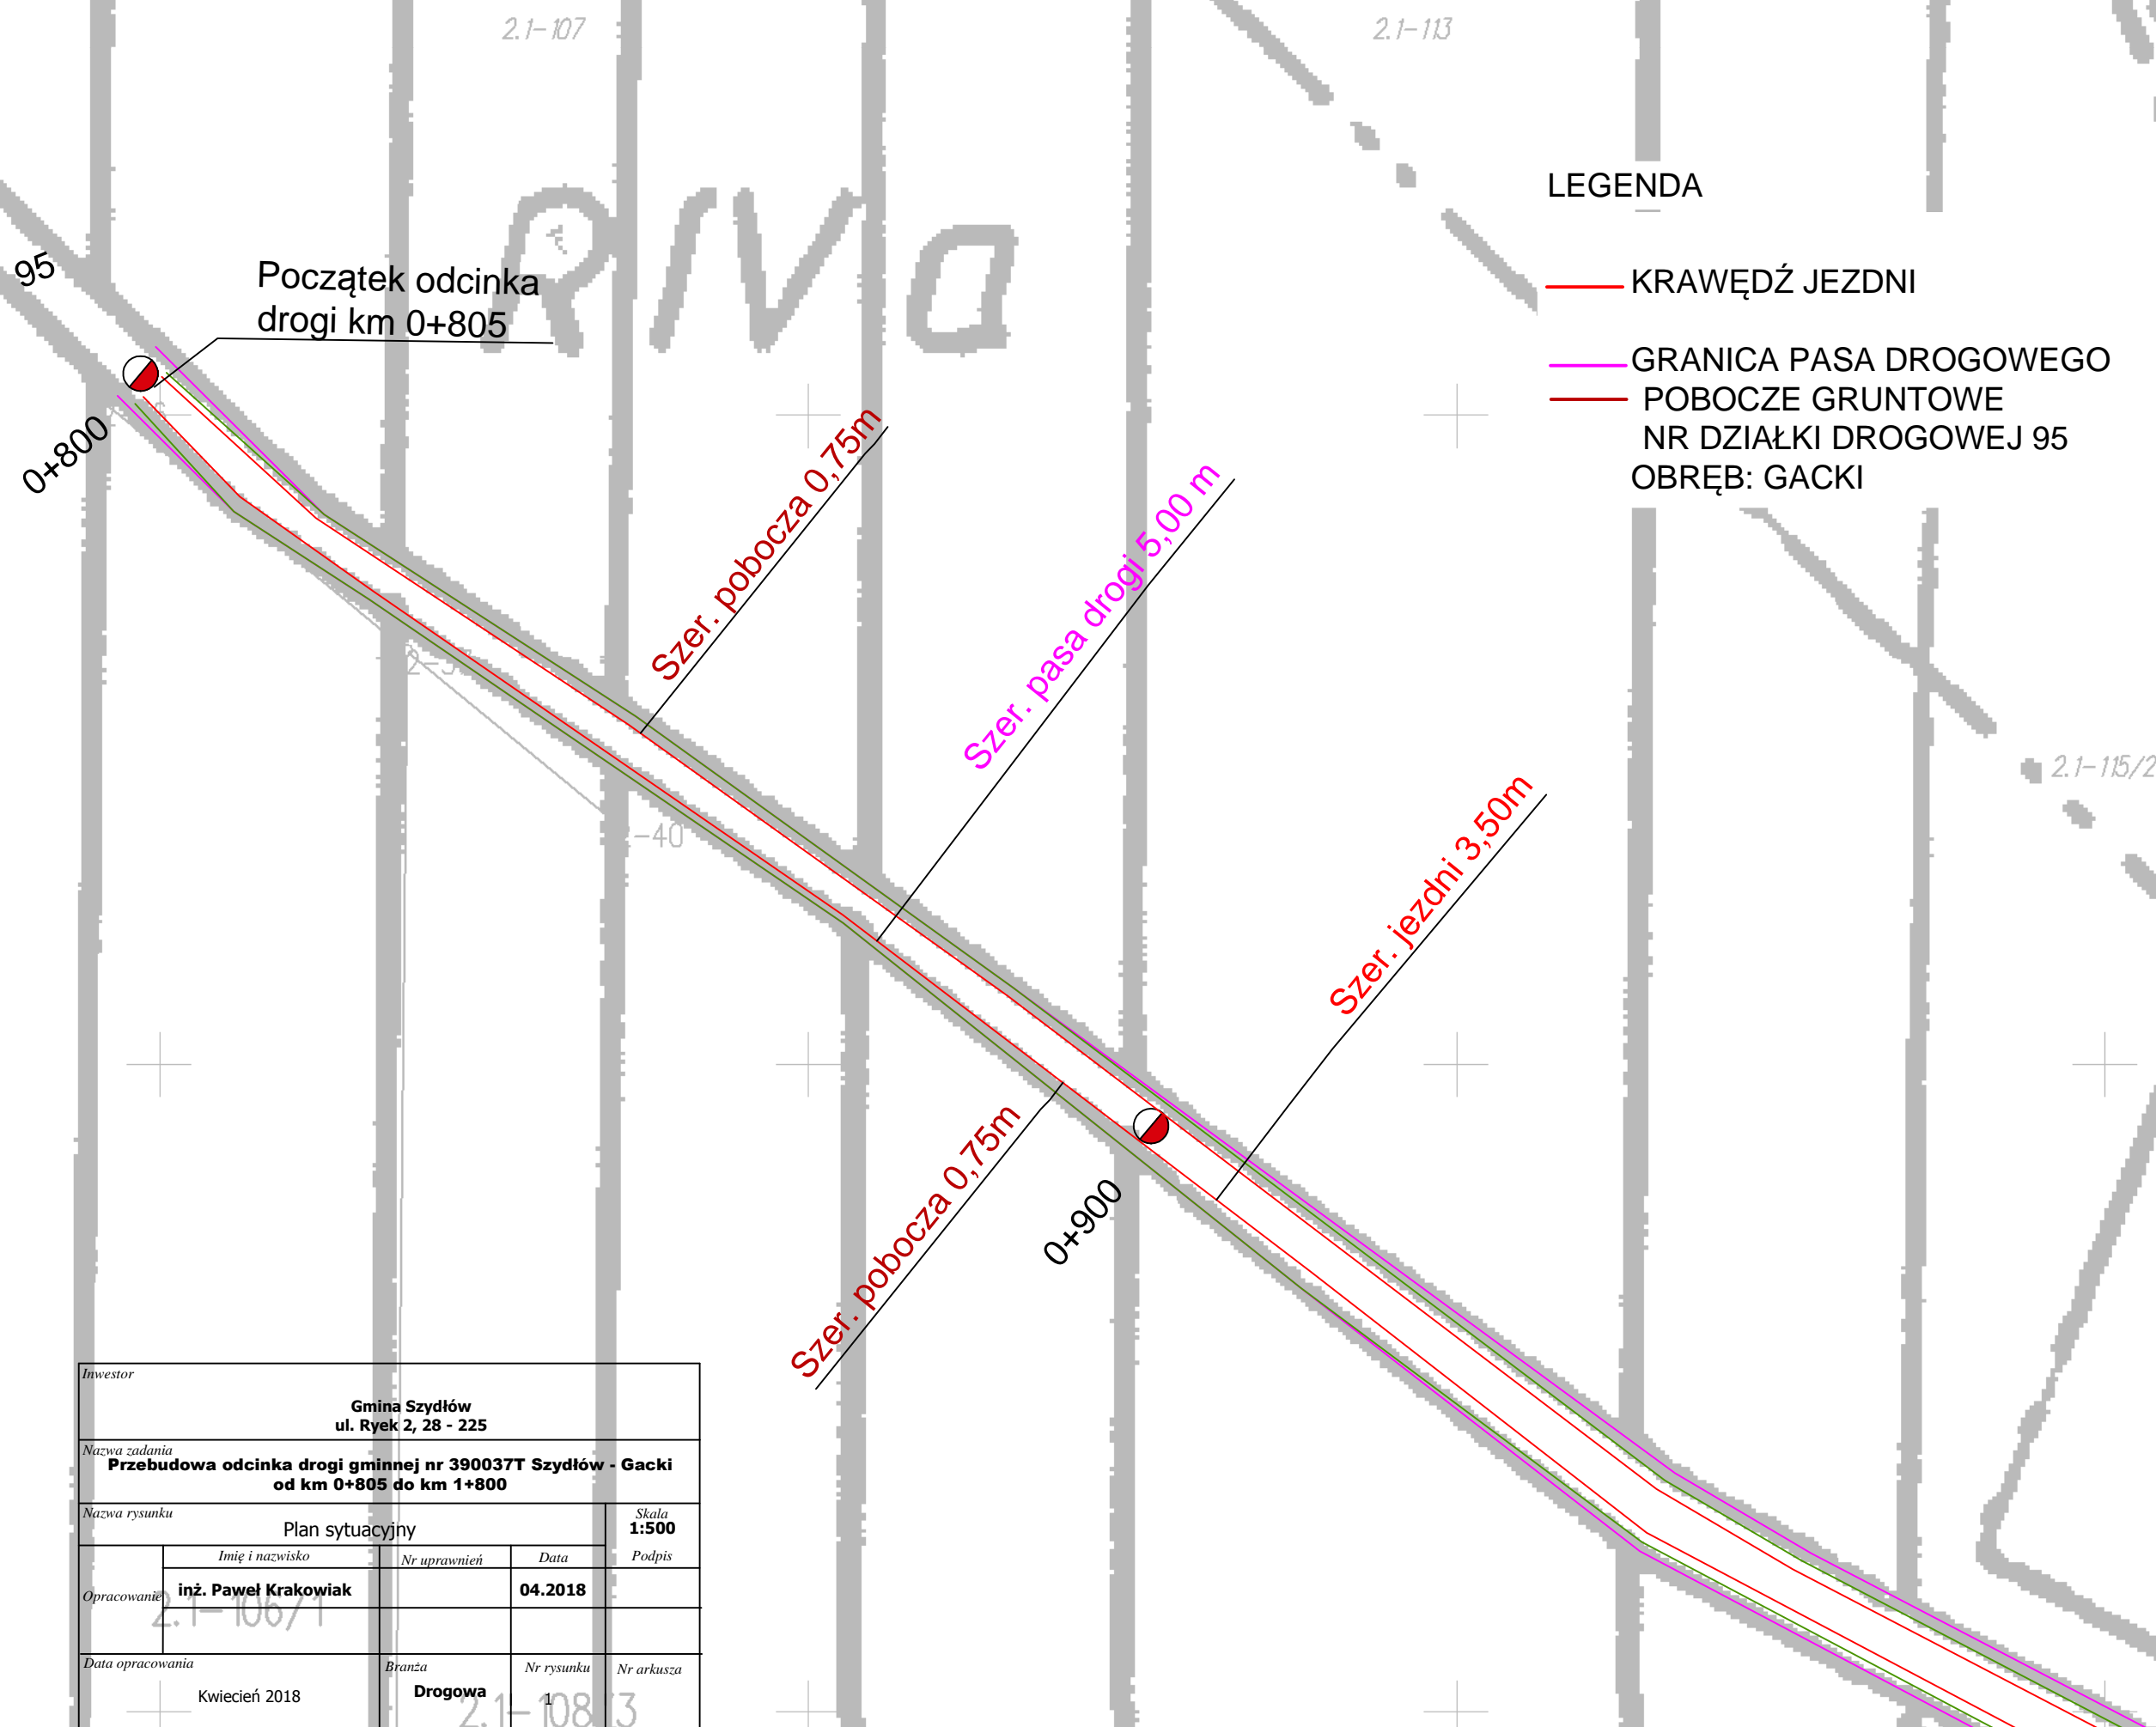 2.1-107
2.1-113
RIVa
LEGENDA
95
Początek odcinka
drogi km 0+805
KRAWĘDŹ JEZDNI
GRANICA PASA DROGOWEGO
POBOCZE GRUNTOWE
NR DZIAŁKI DROGOWEJ 95
OBRĘB: GACKI
0+800
Szer. pobocza 0,75m
Szer. pasa drogi 5,00 m
Szer. jezdni 3,50m
2.1-115/2
-40
Szer. pobocza 0,75m
0+900
Inwestor
Gmina Szydłów
ul. Ryek 2, 28 - 225
Nazwa zadania
Przebudowa odcinka drogi gminnej nr 390037T Szydłów - Gacki
od km 0+805 do km 1+800
Nazwa rysunku
Plan sytuacyjny
Skala
1:500
Imię i nazwisko
Nr uprawnień
Data
Podpis
Opracowanie
inż. Paweł Krakowiak
04.2018
2.1-106/1
Data opracowania
Kwiecień 2018
Branża
Drogowa
Nr rysunku
1
Nr arkusza
2.1-108/3